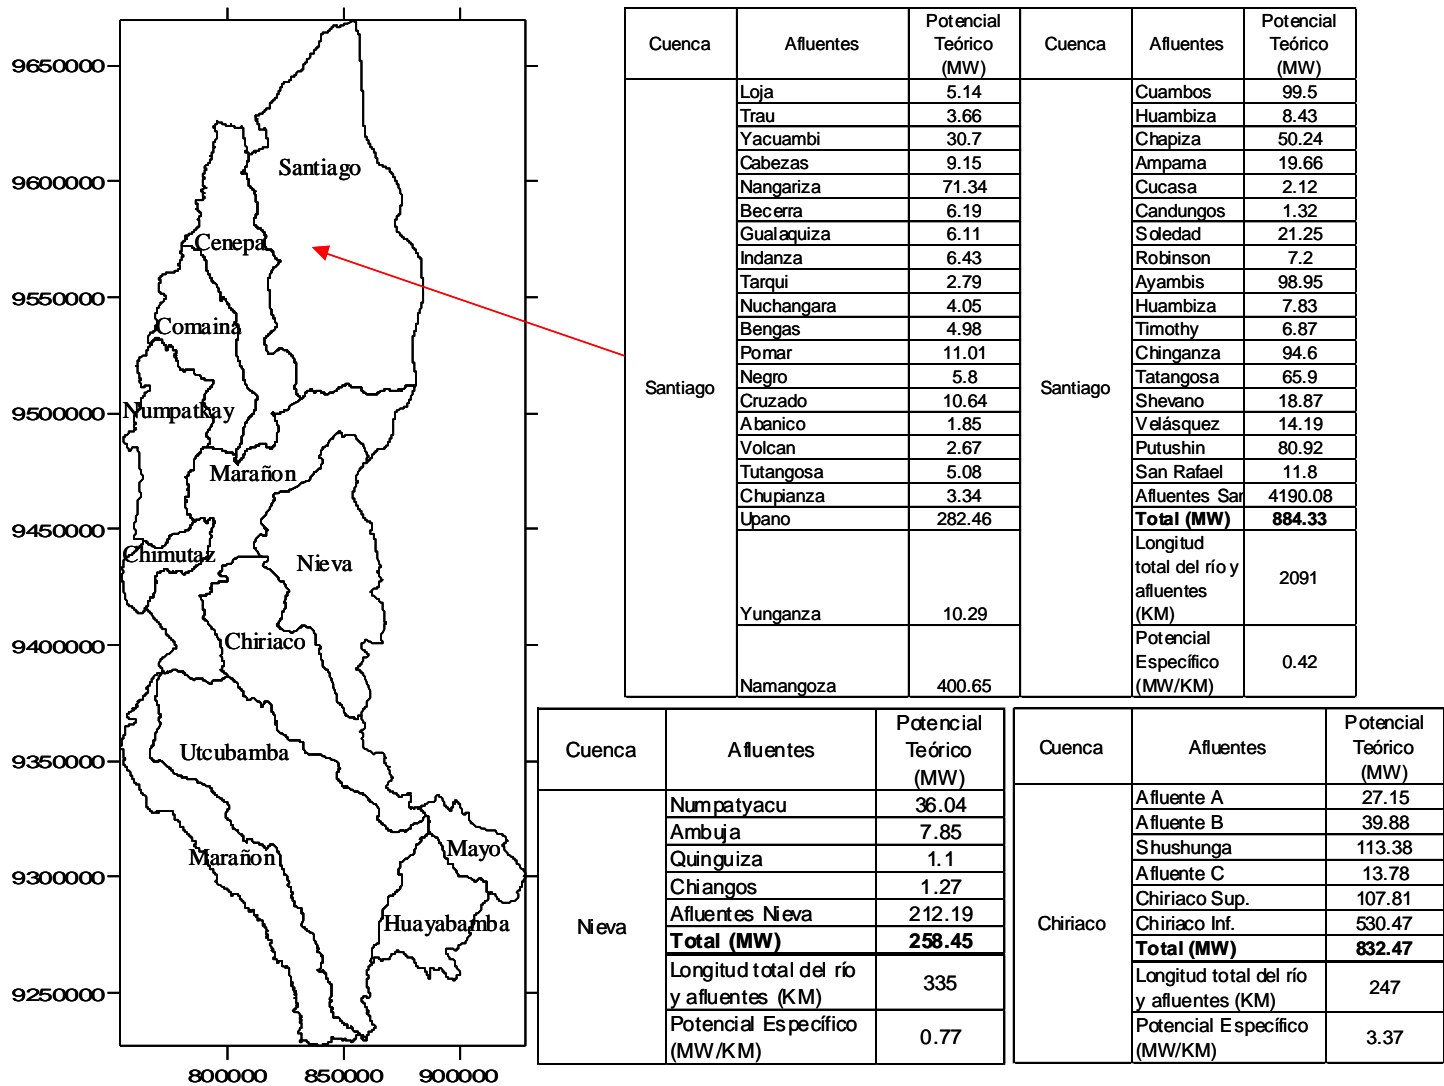 9650000
9600000
9550000
9500000
9450000
9400000
9350000
9300000
9250000
800000 850000 900000
Santiago
Cenepa
Comaina
Numpatkay
Marañon
Chimutaz
Nieva
Chiriaco
Utcubamba
Marañon
Mayo
Huayabamba
Cuenca Afluentes Potencial Teórico (MW) Cuenca Afluentes Potencial Teórico (MW)
Santiago Santiago
Loja 5.14 Cuambos 99.5
Trau 3.66 Huambiza 8.43
Yacuambi 30.7 Chapiza 50.24
Cabezas 9.15 Ampama 19.66
Nangariza 71.34 Cucasa 2.12
Becerra 6.19 Candungos 1.32
Gualaquiza 6.11 Soledad 21.25
Indanza 6.43 Robinson 7.2
Tarqui 2.79 Ayambis 98.95
Nuchangara 4.05 Huambiza 7.83
Bengas 4.98 Timothy 6.87
Pomar 11.01 Chinganza 94.6
Negro 5.8 Tatangosa 65.9
Cruzado 10.64 Shevano 18.87
Abanico 1.85 Velásquez 14.19
Volcan 2.67 Putushin 80.92
Tutangosa 5.08 San Rafael 11.8
Chupianza 3.34 Afluentes Sar 4190.08
Upano 282.46 Total (MW) 884.33
Yunganza 10.29 Longitud total del río y afluentes (KM) 2091
Namangoza 400.65 Potencial Específico (MW/KM) 0.42
Cuenca Afluentes Potencial Teórico (MW)
Nieva
Numpatyacu 36.04
Ambuja 7.85
Quinguiza 1.1
Chiangos 1.27
Afluentes Nieva 212.19
Total (MW) 258.45
Longitud total del río y afluentes (KM) 335
Potencial Específico (MW/KM) 0.77
Cuenca Afluentes Potencial Teórico (MW)
Chiriaco
Afluente A 27.15
Afluente B 39.88
Shushunga 113.38
Afluente C 13.78
Chiriaco Sup. 107.81
Chiriaco Inf. 530.47
Total (MW) 832.47
Longitud total del río y afluentes (KM) 247
Potencial Específico (MW/KM) 3.37